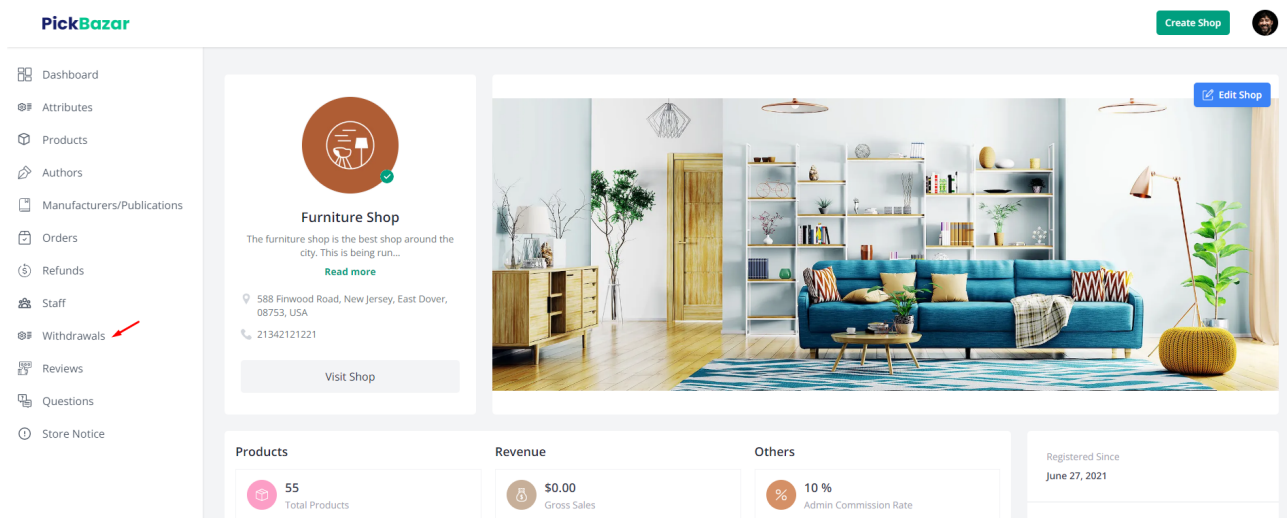 PickBazar
Create Shop
Dashboard
Attributes
Products
Authors
Manufacturers/Publications
Orders
Refunds
Staff
Withdrawals
Reviews
Questions
Store Notice
Edit Shop
Furniture Shop
The furniture shop is the best shop around the
city. This is being run...
Read more
588 Finwood Road, New Jersey, East Dover,
08753, USA
21342121221
Visit Shop
Products
55
Total Products
Revenue
$0.00
Gross Sales
Others
10 %
Admin Commission Rate
Registered Since
June 27, 2021